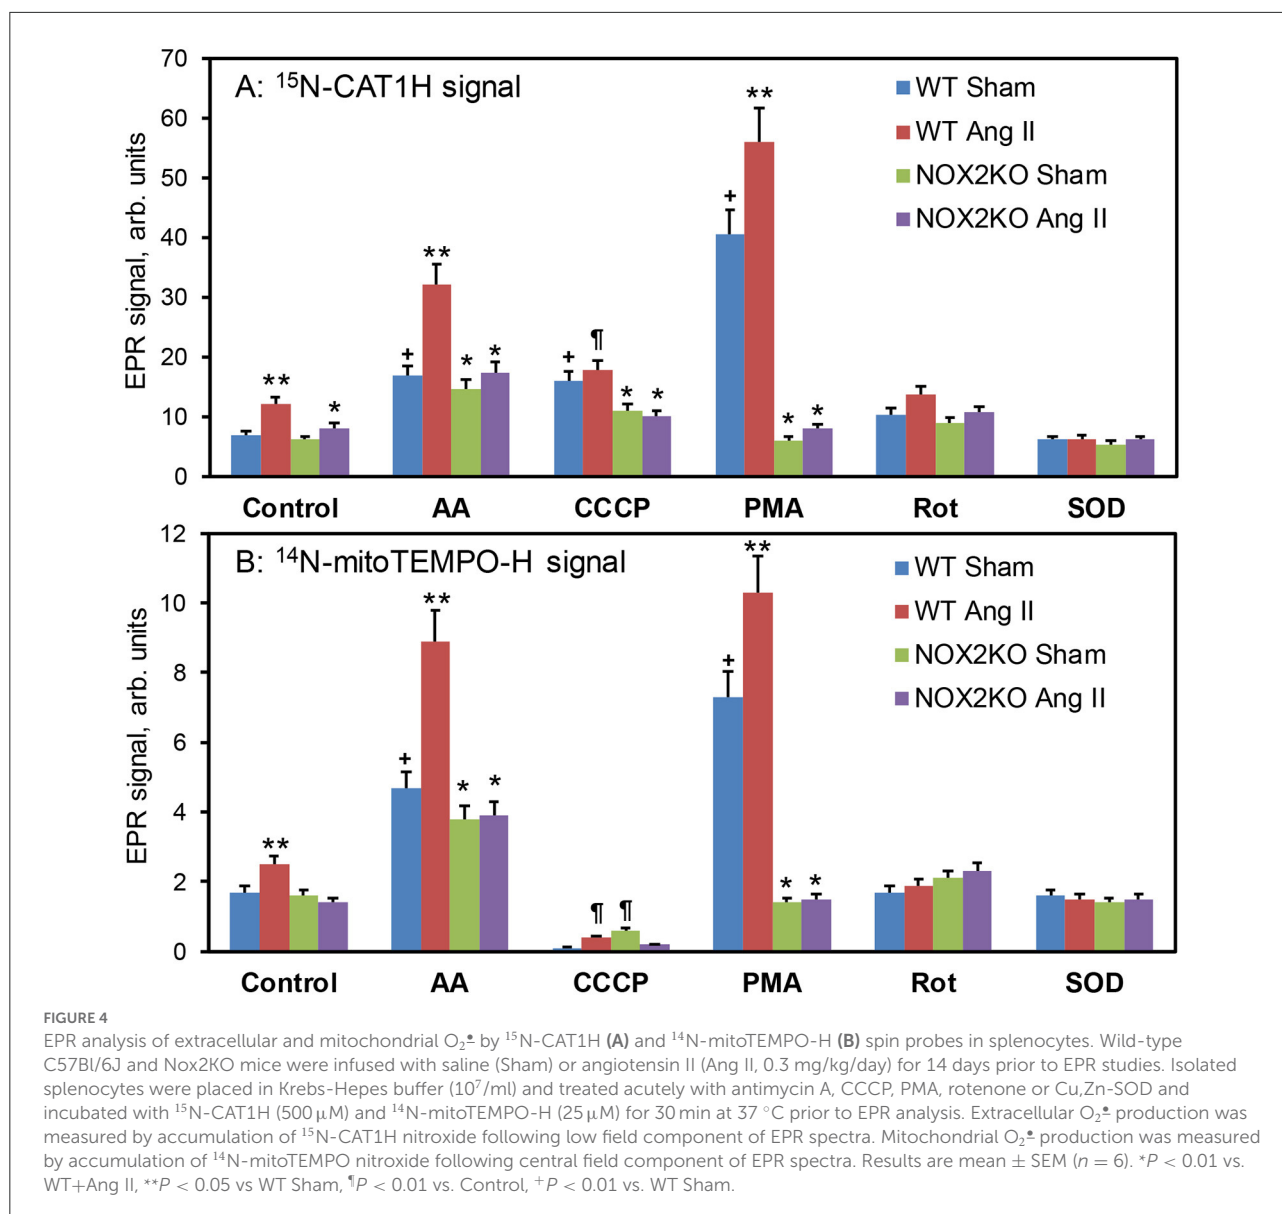 A: ¹⁵N-CAT1H signal
EPR signal, arb. units
70
60
50
40
30
20
10
0
WT Sham
WT Ang II
NOX2KO Sham
NOX2KO Ang II
**
*
+
**
*
*
+
¶
*
*
+
**
*
*
Control AA CCCP PMA Rot SOD
B: ¹⁴N-mitoTEMPO-H signal
EPR signal, arb. units
12
10
8
6
4
2
0
WT Sham
WT Ang II
NOX2KO Sham
NOX2KO Ang II
**
+
**
*
*
¶
¶
+
**
*
*
Control AA CCCP PMA Rot SOD
FIGURE 4
EPR analysis of extracellular and mitochondrial O₂•̲ by ¹⁵N-CAT1H (A) and ¹⁴N-mitoTEMPO-H (B) spin probes in splenocytes. Wild-type
C57Bl/6J and Nox2KO mice were infused with saline (Sham) or angiotensin II (Ang II, 0.3 mg/kg/day) for 14 days prior to EPR studies. Isolated
splenocytes were placed in Krebs-Hepes buffer (10⁷/ml) and treated acutely with antimycin A, CCCP, PMA, rotenone or Cu,Zn-SOD and
incubated with ¹⁵N-CAT1H (500 μM) and ¹⁴N-mitoTEMPO-H (25 μM) for 30 min at 37 °C prior to EPR analysis. Extracellular O₂•̲ production was
measured by accumulation of ¹⁵N-CAT1H nitroxide following low field component of EPR spectra. Mitochondrial O₂•̲ production was measured
by accumulation of ¹⁴N-mitoTEMPO nitroxide following central field component of EPR spectra. Results are mean ± SEM (n = 6). *P < 0.01 vs.
WT+Ang II, **P < 0.05 vs WT Sham, ¶P < 0.01 vs. Control, ⁺P < 0.01 vs. WT Sham.